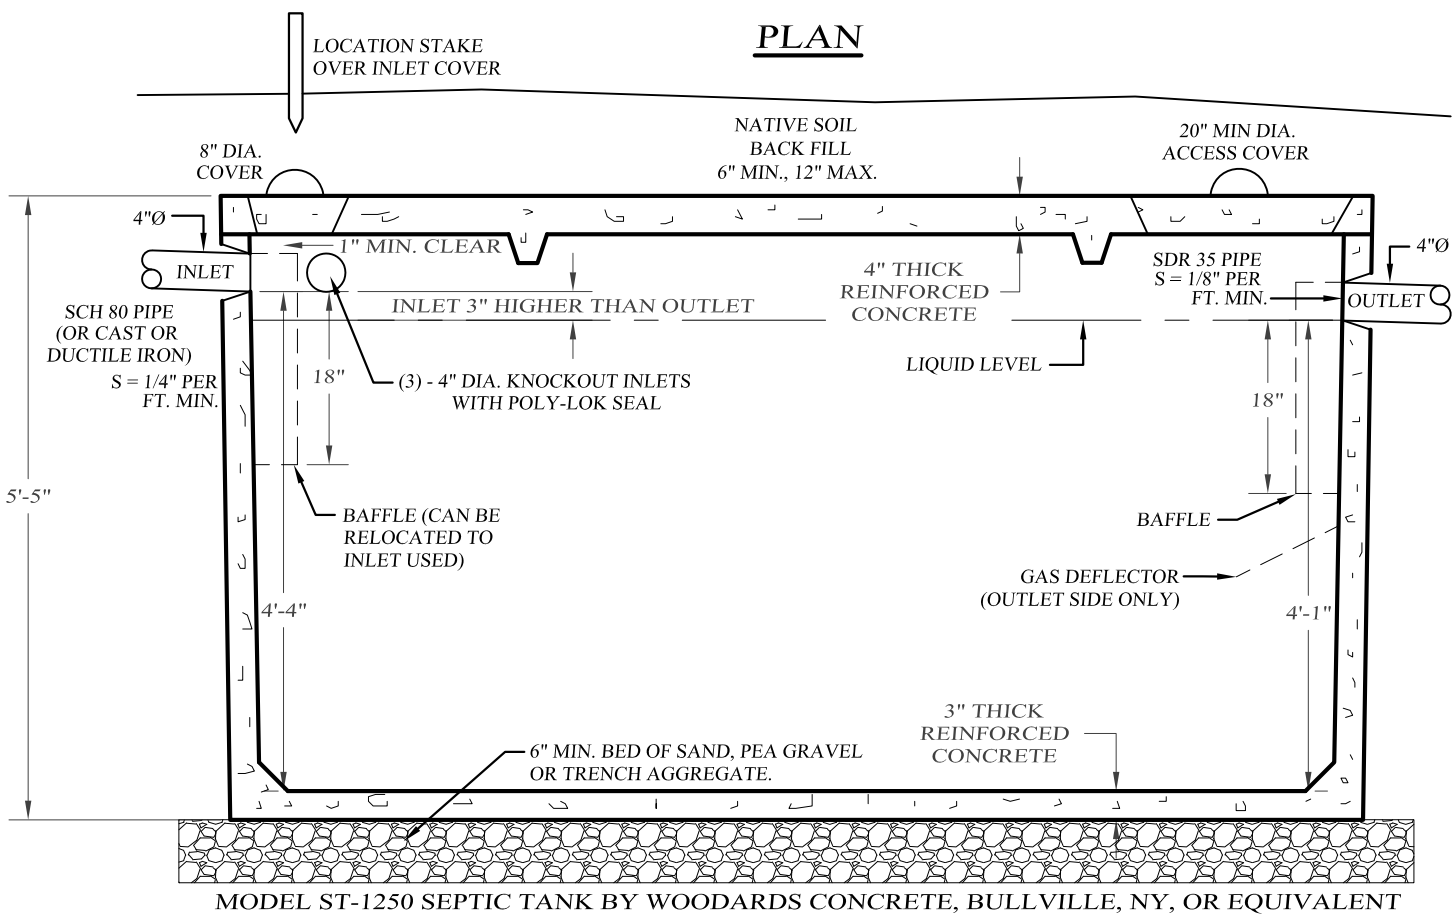 PLAN
LOCATION STAKE
OVER INLET COVER
NATIVE SOIL
BACK FILL
6" MIN., 12" MAX.
20" MIN DIA.
ACCESS COVER
8" DIA.
COVER
4"Ø
1" MIN. CLEAR
INLET
4"Ø
SDR 35 PIPE
S = 1/8" PER
FT. MIN.
OUTLET
4" THICK
REINFORCED
CONCRETE
INLET 3" HIGHER THAN OUTLET
SCH 80 PIPE
(OR CAST OR
DUCTILE IRON)
S = 1/4" PER
FT. MIN.
18"
(3) - 4" DIA. KNOCKOUT INLETS
WITH POLY-LOK SEAL
LIQUID LEVEL
18"
5'-5"
BAFFLE (CAN BE
RELOCATED TO
INLET USED)
BAFFLE
GAS DEFLECTOR
(OUTLET SIDE ONLY)
4'-4"
4'-1"
3" THICK
REINFORCED
CONCRETE
6" MIN. BED OF SAND, PEA GRAVEL
OR TRENCH AGGREGATE.
MODEL ST-1250 SEPTIC TANK BY WOODARDS CONCRETE, BULLVILLE, NY, OR EQUIVALENT